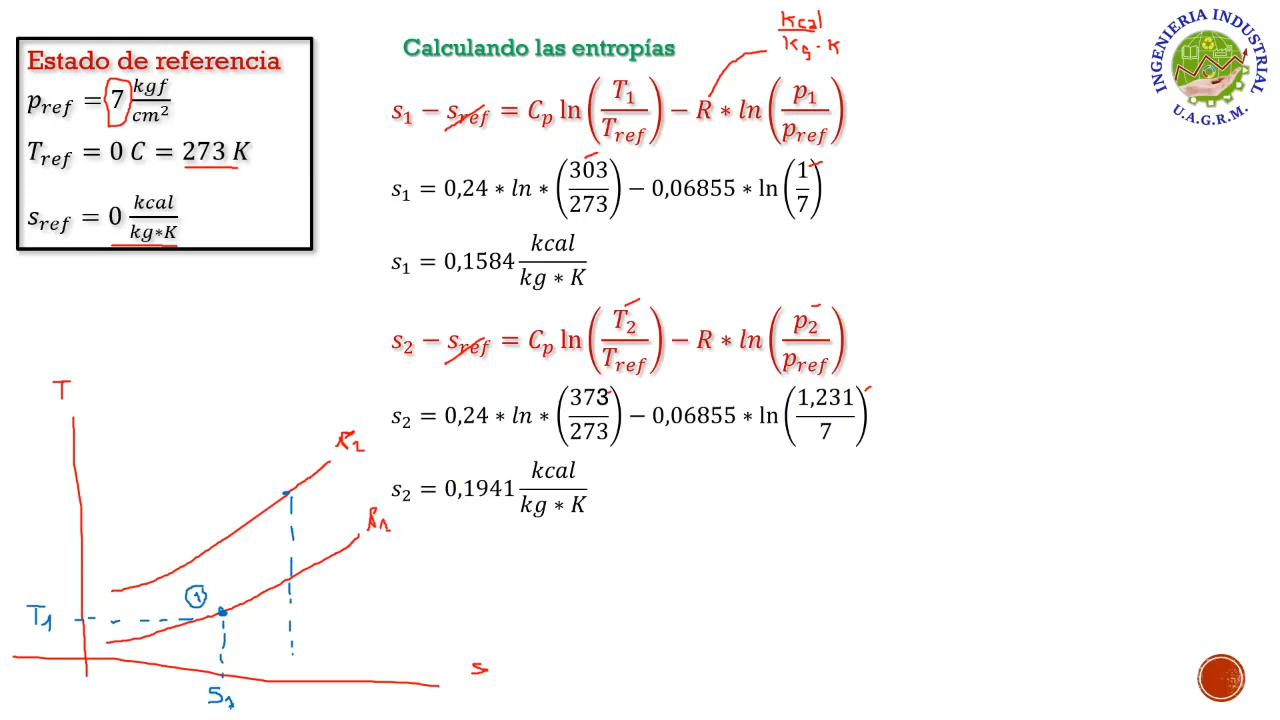 Estado de referencia
p_ref = 7 kgf/cm²
T_ref = 0 C = 273 K
s_ref = 0 kcal/kg∗K
Calculando las entropías
kcal/kg·K
s₁ − s_ref = C_p ln(T₁/T_ref) − R ∗ ln(p₁/p_ref)
s₁ = 0,24 ∗ ln ∗ (303/273) − 0,06855 ∗ ln(1/7)
s₁ = 0,1584 kcal/kg ∗ K
s₂ − s_ref = C_p ln(T₂/T_ref) − R ∗ ln(p₂/p_ref)
s₂ = 0,24 ∗ ln ∗ (373/273) − 0,06855 ∗ ln(1,231/7)
s₂ = 0,1941 kcal/kg ∗ K
T
P₂
P₁
1
T₁
S
S₁
INGENIERIA INDUSTRIAL
U.A.G.R.M.